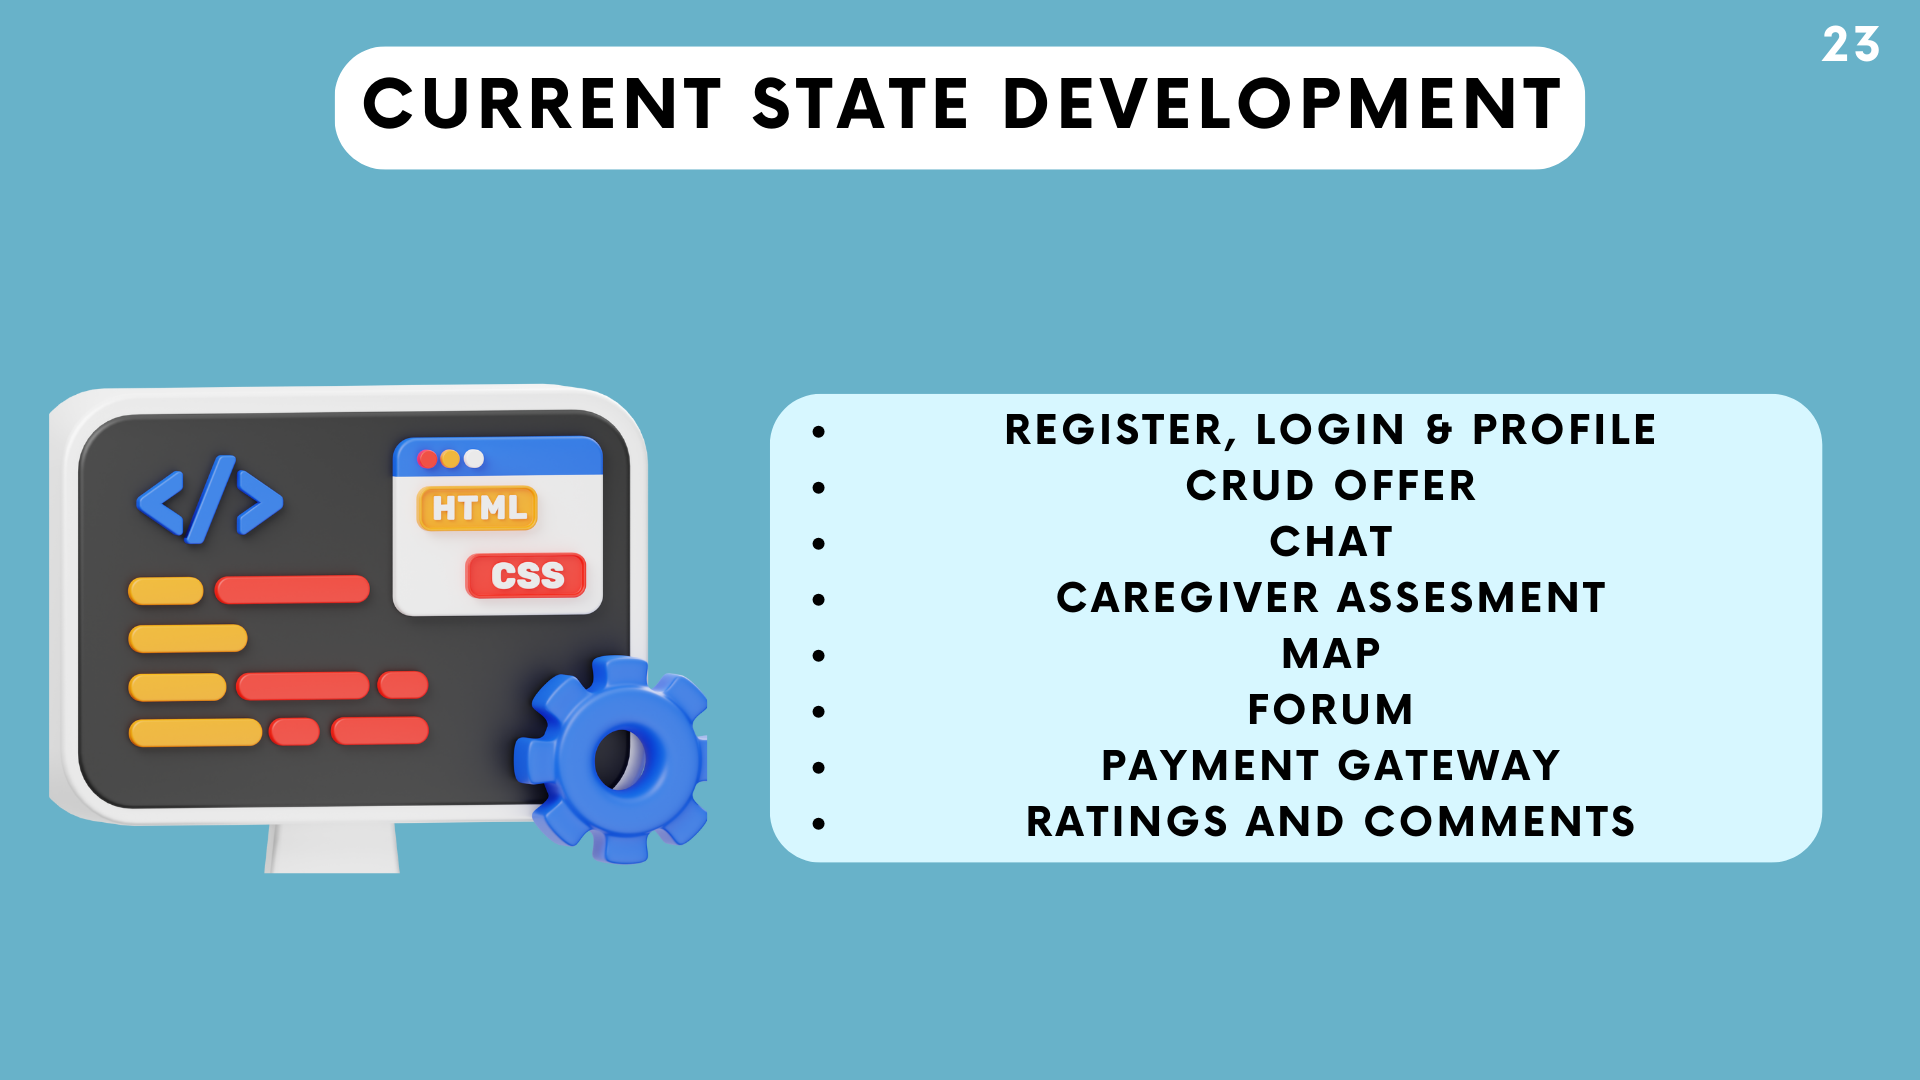 23
CURRENT STATE DEVELOPMENT
</>
HTML
CSS
• REGISTER, LOGIN & PROFILE
• CRUD OFFER
• CHAT
• CAREGIVER ASSESMENT
• MAP
• FORUM
• PAYMENT GATEWAY
• RATINGS AND COMMENTS